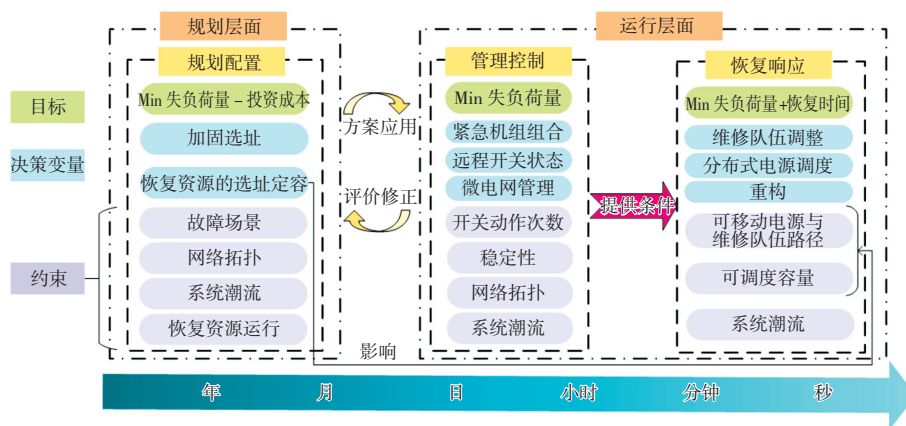 规划层面
运行层面
规划配置
管理控制
恢复响应
目标
决策变量
约束
Min 失负荷量－投资成本
加固选址
恢复资源的选址定容
故障场景
网络拓扑
系统潮流
恢复资源运行
方案应用
评价修正
Min 失负荷量
紧急机组组合
远程开关状态
微电网管理
开关动作次数
稳定性
网络拓扑
系统潮流
提供条件
Min 失负荷量+恢复时间
维修队伍调整
分布式电源调度
重构
可移动电源与
维修队伍路径
可调度容量
系统潮流
影响
年
月
日
小时
分钟
秒